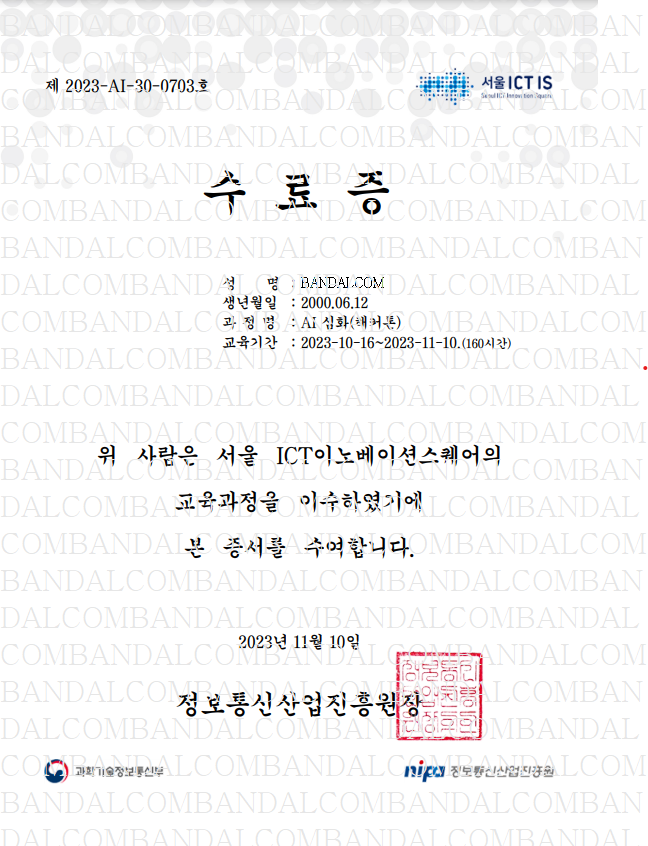 제 2023-AI-30-0703호
서울 ICT IS
Seoul ICT Innovation Square
수 료 증
성 명 : BANDAL.COM
생년월일 : 2000.06.12
과 정 명 : AI 심화(해커톤)
교육기간 : 2023-10-16~2023-11-10.(160시간)
위 사람은 서울 ICT이노베이션스퀘어의
교육과정을 이수하였기에
본 증서를 수여합니다.
2023년 11월 10일
정보통신산업진흥원장
과학기술정보통신부
nipa 정보통신산업진흥원
BANDALCOMBANDALCOMBANDALCOMBAN